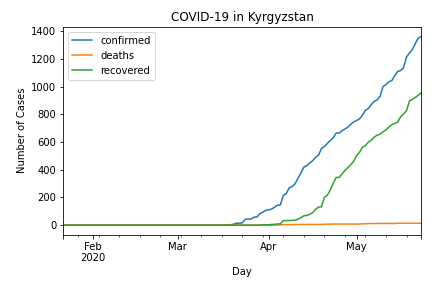 COVID-19 in Kyrgyzstan
1400
1200
1000
800
600
400
200
0
Number of Cases
confirmed
deaths
recovered
Feb
2020
Mar
Apr
May
Day